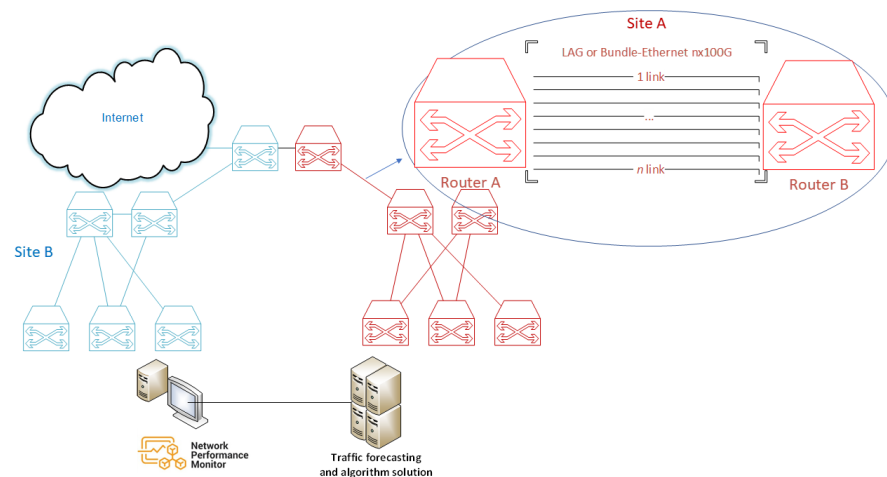 Site A
LAG or Bundle-Ethernet nx100G
1 link
...
n link
Router A
Router B
Internet
Site B
Network
Performance
Monitor
Traffic forecasting
and algorithm solution